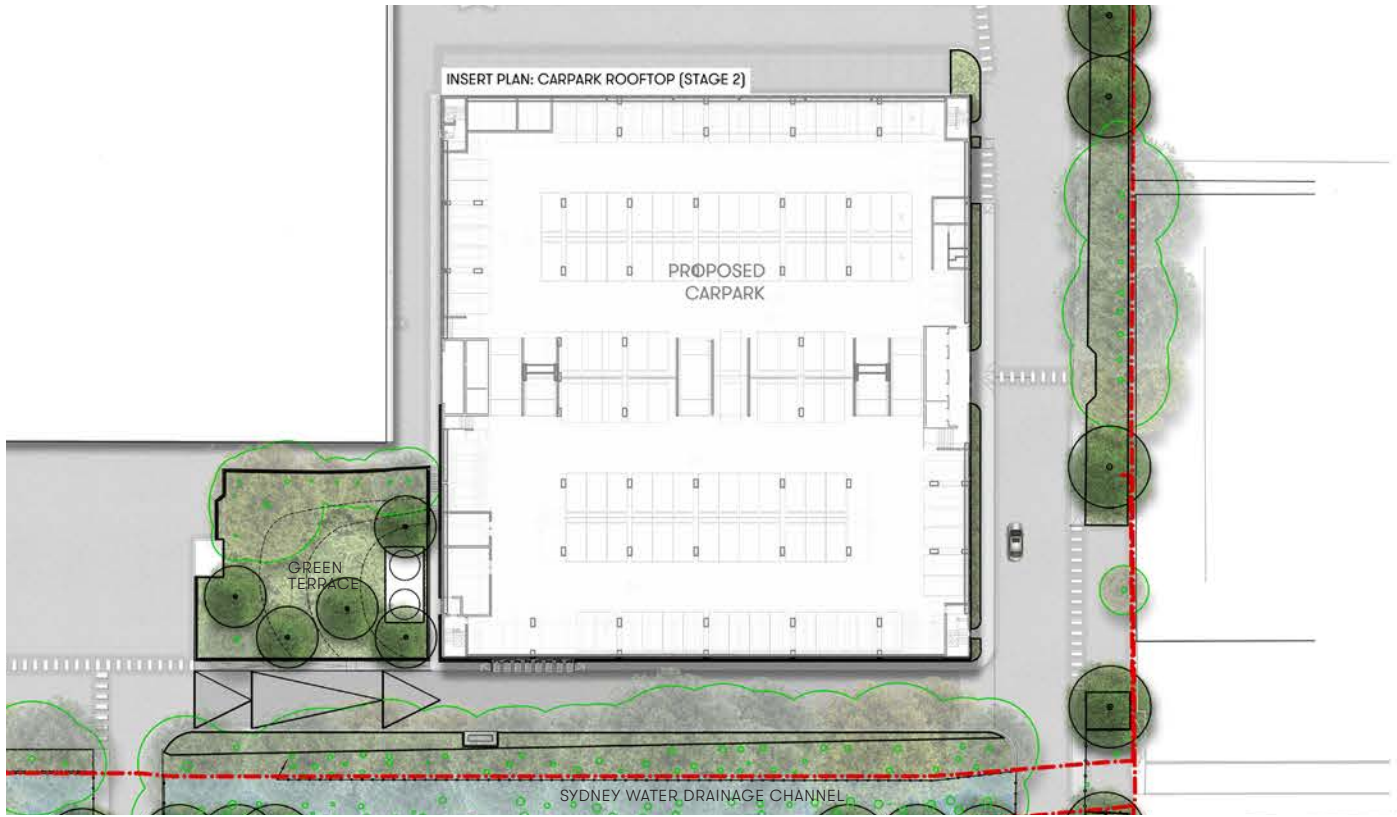 INSERT PLAN: CARPARK ROOFTOP (STAGE 2)
PROPOSED
CARPARK
GREEN
TERRACE
SYDNEY WATER DRAINAGE CHANNEL